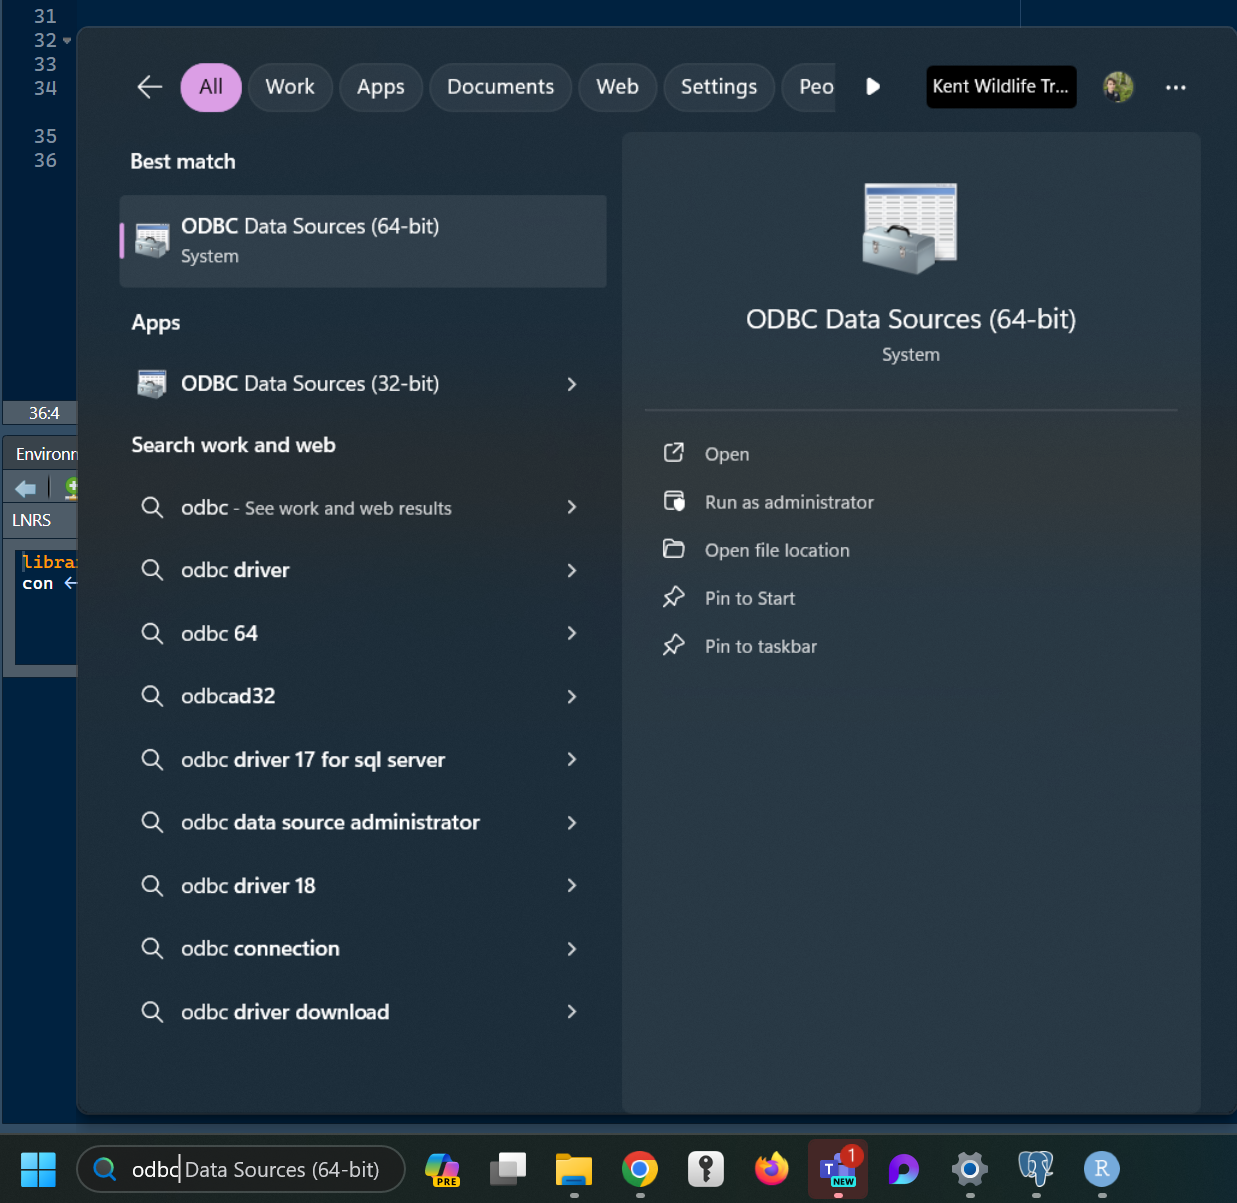 31
32
33
34
35
36
36:4
Environn
LNRS
libra
con <-
All
Work
Apps
Documents
Web
Settings
Peo
Kent Wildlife Tr...
Best match
ODBC Data Sources (64-bit)
System
Apps
ODBC Data Sources (32-bit)
Search work and web
odbc - See work and web results
odbc driver
odbc 64
odbcad32
odbc driver 17 for sql server
odbc data source administrator
odbc driver 18
odbc connection
odbc driver download
ODBC Data Sources (64-bit)
System
Open
Run as administrator
Open file location
Pin to Start
Pin to taskbar
odbc Data Sources (64-bit)
PRE
T
1
NEW
R